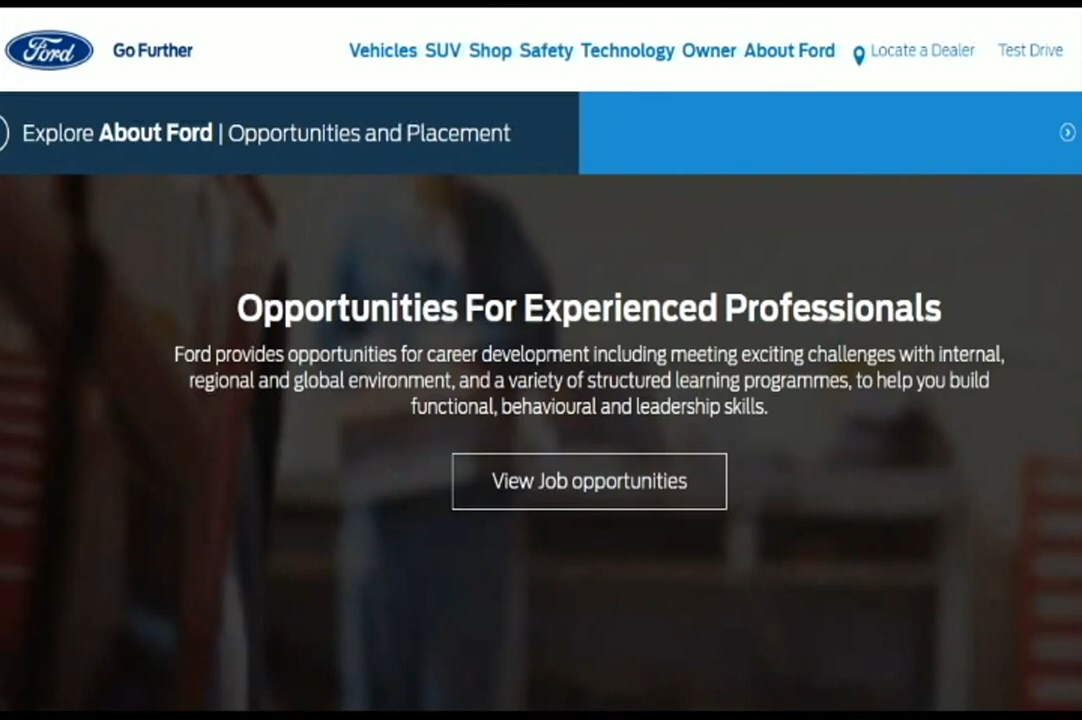 Ford Go Further Vehicles SUV Shop Safety Technology Owner About Ford Locate a Dealer Test Drive
Explore About Ford | Opportunities and Placement
Opportunities For Experienced Professionals
Ford provides opportunities for career development including meeting exciting challenges with internal,
regional and global environment, and a variety of structured learning programmes, to help you build
functional, behavioural and leadership skills.
View Job opportunities